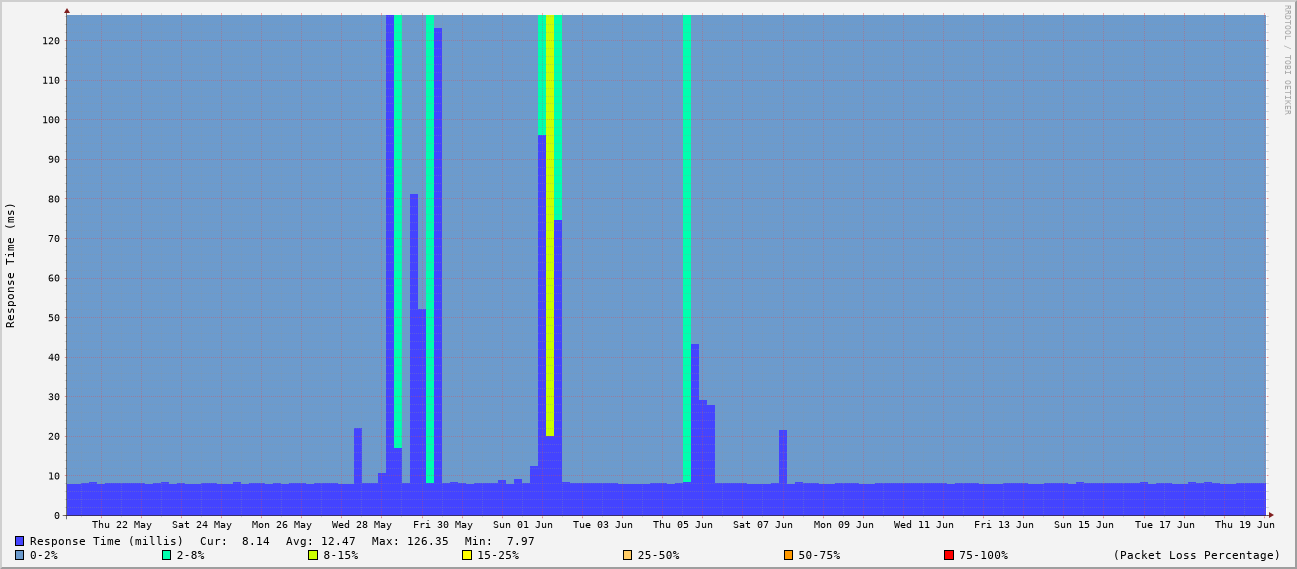 RRDTOOL / TOBI OETIKER
Response Time (ms)
120
110
100
90
80
70
60
50
40
30
20
10
0
Thu 22 May Sat 24 May Mon 26 May Wed 28 May Fri 30 May Sun 01 Jun Tue 03 Jun Thu 05 Jun Sat 07 Jun Mon 09 Jun Wed 11 Jun Fri 13 Jun Sun 15 Jun Tue 17 Jun Thu 19 Jun
Response Time (millis) Cur: 8.14 Avg: 12.47 Max: 126.35 Min: 7.97
0-2% 2-8% 8-15% 15-25% 25-50% 50-75% 75-100% (Packet Loss Percentage)